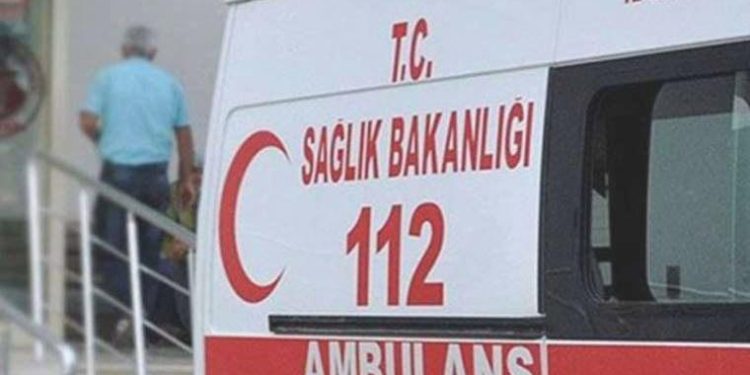 T.C.
SAĞLIK BAKANLIĞI
112
AMBULANS